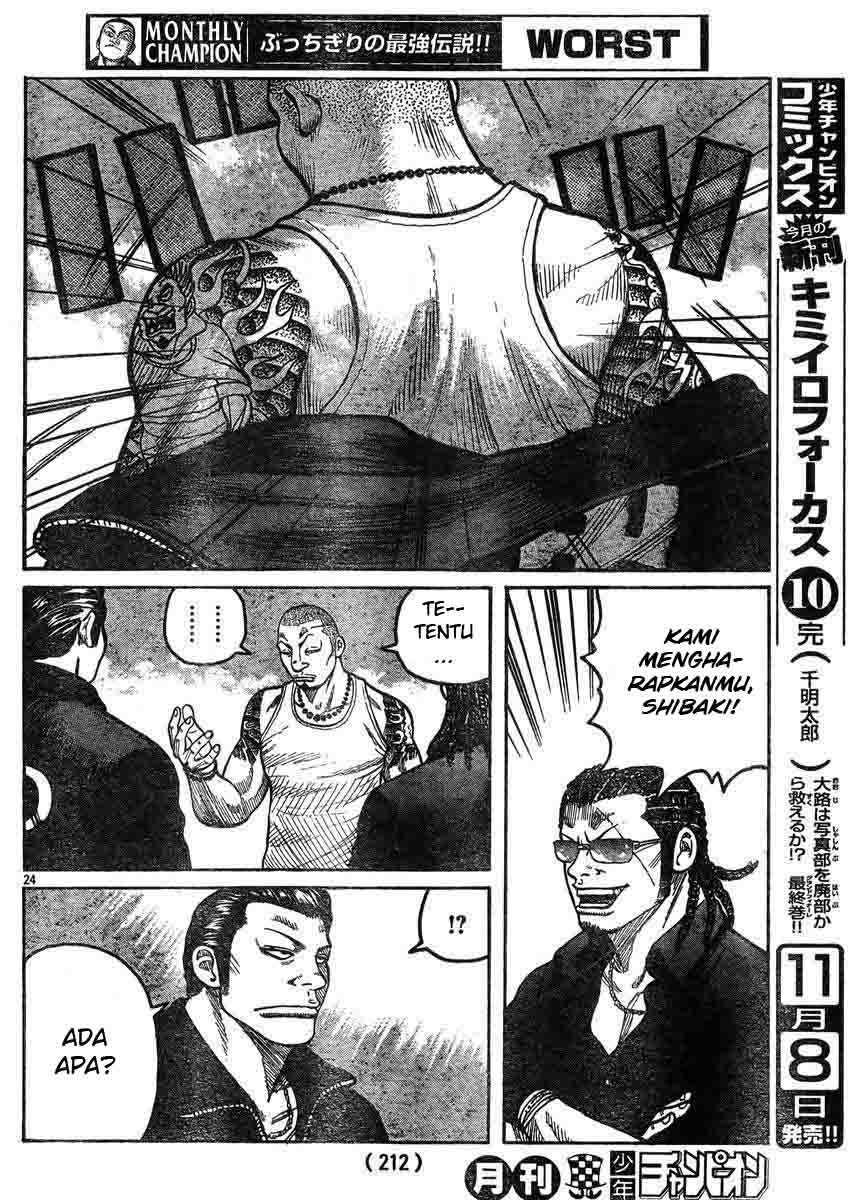 MONTHLY
CHAMPION
ぶっちぎりの最強伝説!!
WORST
KAMI
MENGHA-
RAPKANMU,
SHIBAKI!
TE--
TENTU
...
......
......
24
!?
ADA
APA?
少年チャンピオン
コミックス
今月の
新刊
キミイロフォーカス
10
完
(千明太郎)
大路は写真部を廃部か
ら救えるか!? 最終巻!!
11
月
8
日
発売!!
(212)
月刊
少年
チャンピオン